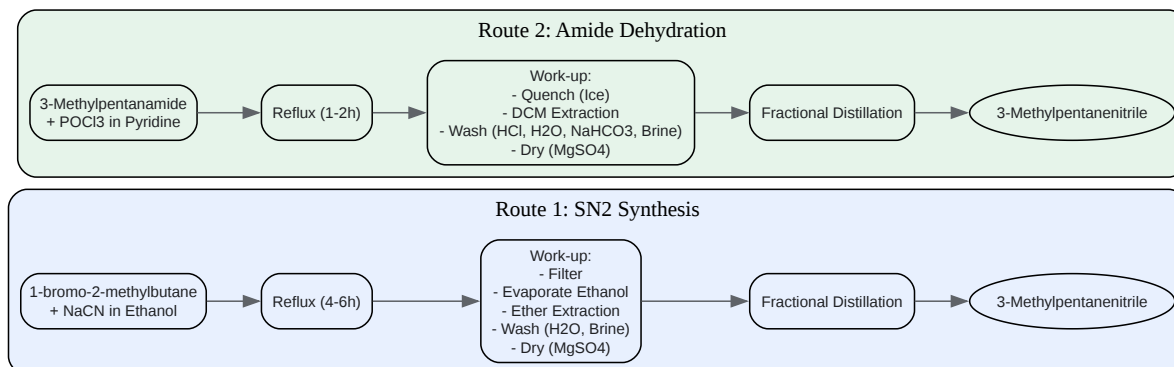 Route 2: Amide Dehydration
3-Methylpentanamide
+ POCl3 in Pyridine
Reflux (1-2h)
Work-up:
- Quench (Ice)
- DCM Extraction
- Wash (HCl, H2O, NaHCO3, Brine)
- Dry (MgSO4)
Fractional Distillation
3-Methylpentanenitrile
Route 1: SN2 Synthesis
1-bromo-2-methylbutane
+ NaCN in Ethanol
Reflux (4-6h)
Work-up:
- Filter
- Evaporate Ethanol
- Ether Extraction
- Wash (H2O, Brine)
- Dry (MgSO4)
Fractional Distillation
3-Methylpentanenitrile